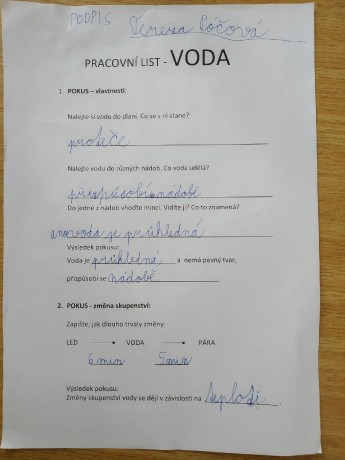 PODPIS Tereza Sóčová
PRACOVNÍ LIST - VODA
1. POKUS – vlastnosti:
Nalejte si vodu do dlaní. Co se s ní stane?
proteče
Nalejte vodu do různých nádob. Co voda udělá?
přizpůsobí se nádobě
Do jedné z nádob vhoďte minci. Vidíte ji? Co to znamená?
ano voda je průhledná
Výsledek pokusu:
Voda je průhledná a nemá pevný tvar,
přizpůsobí se nádobě
2. POKUS - změna skupenství:
Zapište, jak dlouho trvaly změny:
LED → VODA → PÁRA
6 min 5 min
Výsledek pokusu:
Změny skupenství vody se dějí v závislosti na teplotě.